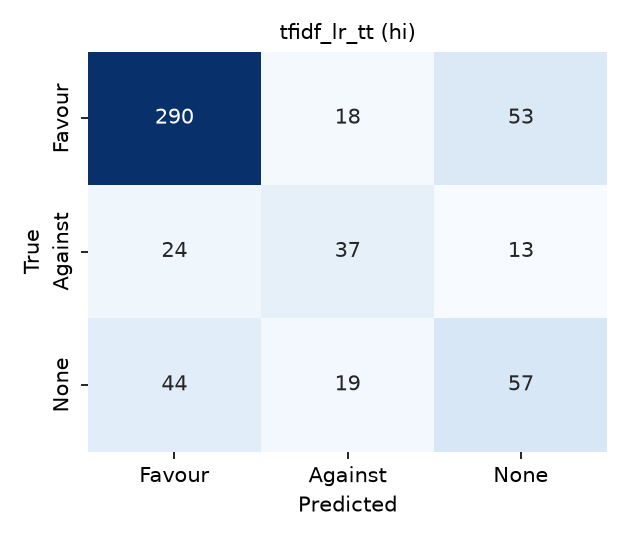 tfidf_lr_tt (hi)
True
Favour
290 18 53
Against
24 37 13
None
44 19 57
Favour Against None
Predicted